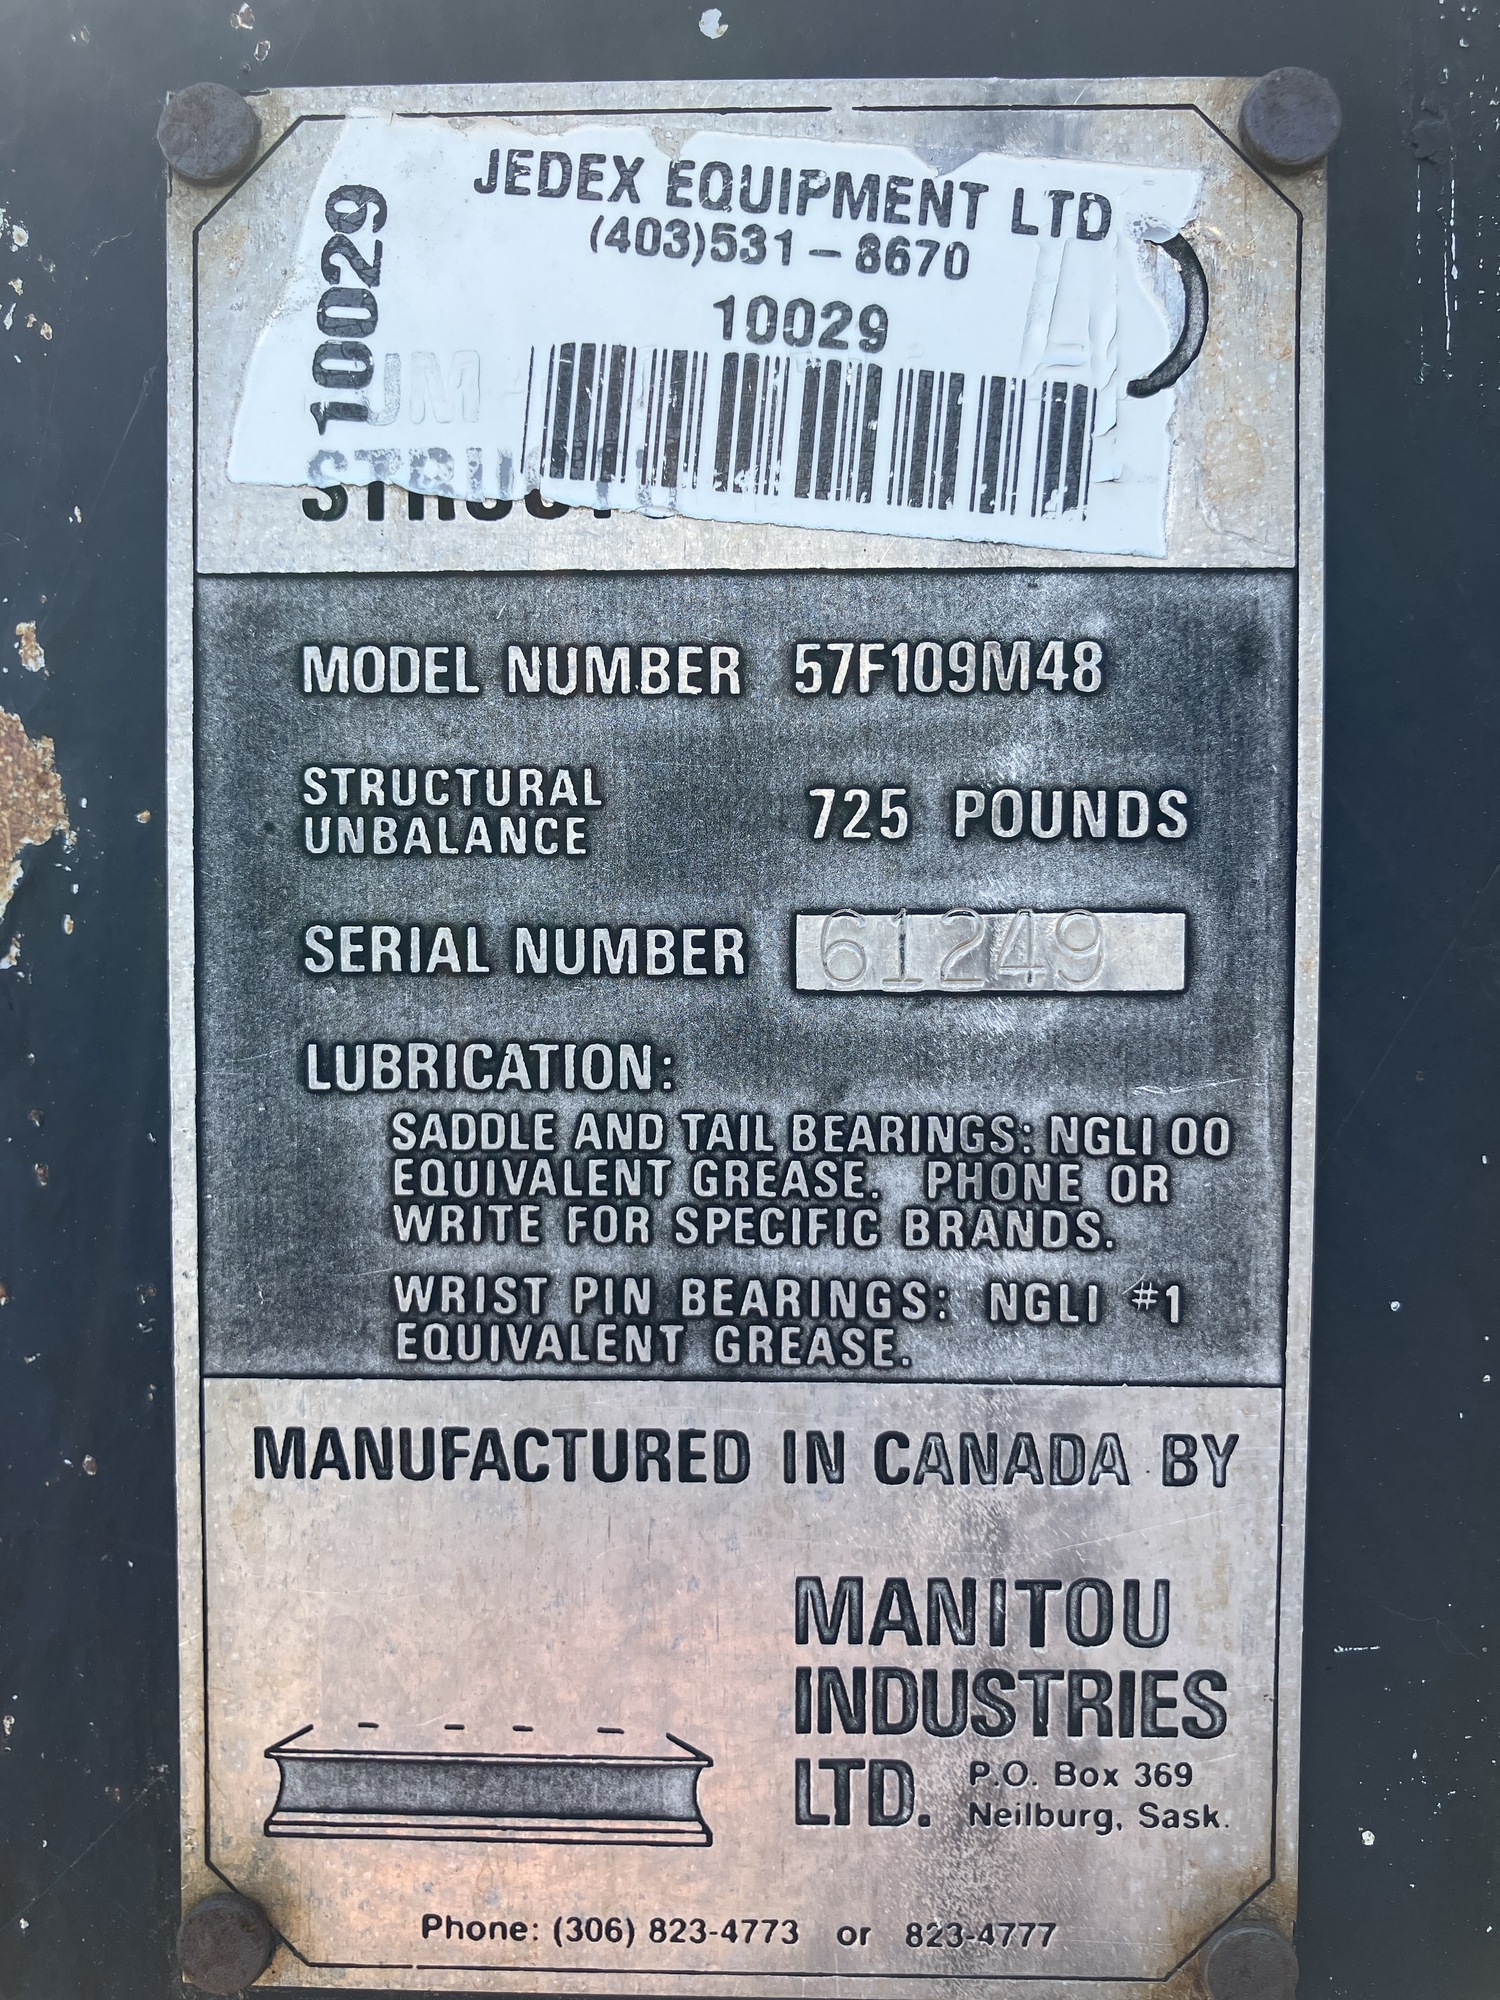 JEDEX EQUIPMENT LTD
(403)531-8670
10029
10029
MODEL NUMBER 57F109M48
STRUCTURAL
UNBALANCE
725 POUNDS
SERIAL NUMBER 61249
LUBRICATION:
SADDLE AND TAIL BEARINGS: NGLI 00
EQUIVALENT GREASE. PHONE OR
WRITE FOR SPECIFIC BRANDS.
WRIST PIN BEARINGS: NGLI #1
EQUIVALENT GREASE.
MANUFACTURED IN CANADA BY
MANITOU
INDUSTRIES
LTD.
P.O. Box 369
Neilburg, Sask.
Phone: (306) 823-4773 or 823-4777